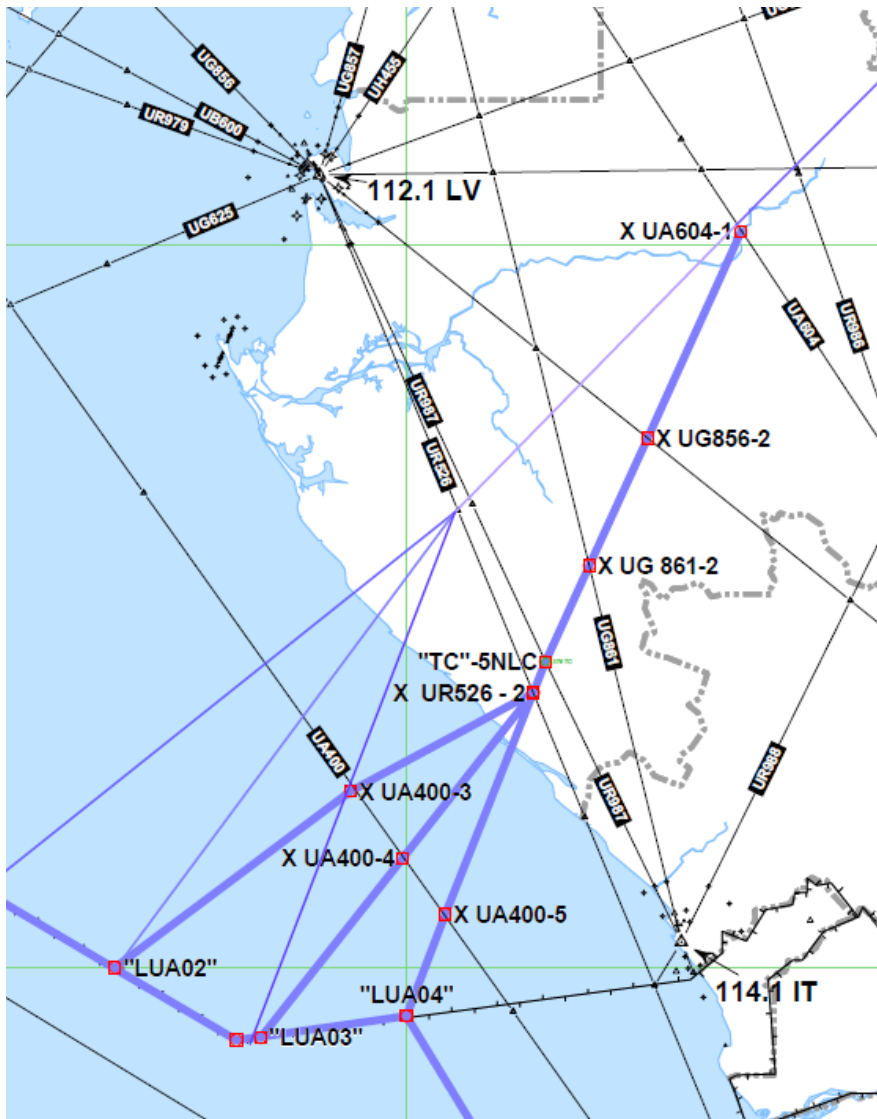 UG856
UG857
UH455
UB600
UR979
112.1 LV
UG625
X UA604-1
UA604
UR986
UR987
UR526
X UG856-2
X UG 861-2
UG861
"TC"-5NLC
X UR526 - 2
UA400
UR988
X UA400-3
UR987
X UA400-4
X UA400-5
"LUA02"
114.1 IT
"LUA04"
"LUA03"